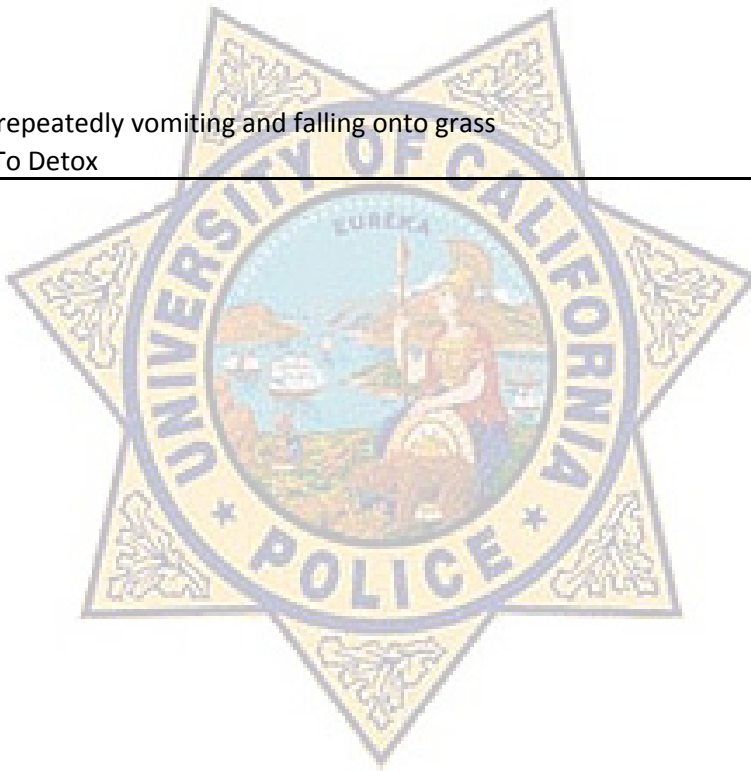 repeatedly vomiting and falling onto grass
To Detox
UNIVERSITY OF CALIFORNIA
EUREKA
POLICE